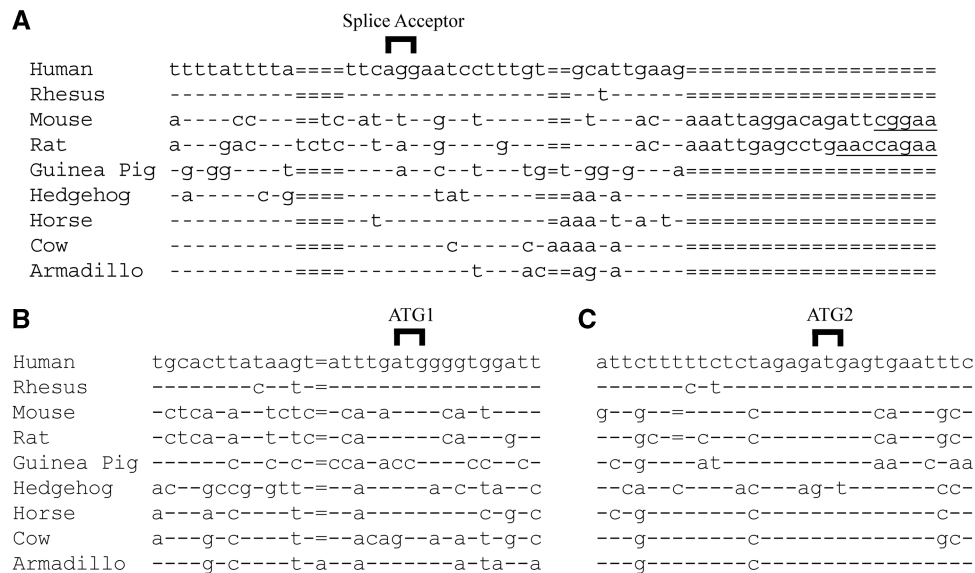 A
Splice Acceptor
Human ttttatttta====ttcaggaatcctttgt==gcattgaag====================
Rhesus ----------====----------------==--t------====================
Mouse a----cc---==tc-at-t--g-t------==---t-ac--aaattaggacagattcggaa
Rat a---gac---tctc--t-a--g----g---==-----ac--aaattgagcctgaaccagaa
Guinea Pig -g-gg----t====----a--c--t---tg=t-gg-g---a====================
Hedgehog -a-----c-g====-------tat-----===aa-a-----====================
Horse ----------====--t--------------aaa-t-a-t-====================
Cow ----------====--------c-----c-aaaa-a-----====================
Armadillo ----------====----------t---ac==ag-a-----====================
B
ATG1
Human tgcacttataagt=atttgatggggtggatt
Rhesus --------c--t-=-----------------
Mouse -ctca-a--tctc=-ca-a----ca-t----
Rat -ctca-a--t-tc=-ca------ca---g--
Guinea Pig ------c--c-c-=cca-acc----cc-c--
Hedgehog ac--gccg-gtt-=--a-----a-c-ta--c
Horse a---a-c----t-=--a---------c-g-c
Cow a---g-c----t-=--acag--a-a-t-g-c
Armadillo ----g-c----t-a--a-------a-ta--a
C
ATG2
attctttttctctagagatgagtgaatttc
-------c-t--------------------
g--g--=-----c---------ca---gc-
---gc-=-c---c---------ca---gc-
-c-g----at------------aa--c-aa
--ca--c----ac---ag-t-------cc-
-c-g--------c--------------c--
---g--------c--------------gc-
---g--------c--------------c--